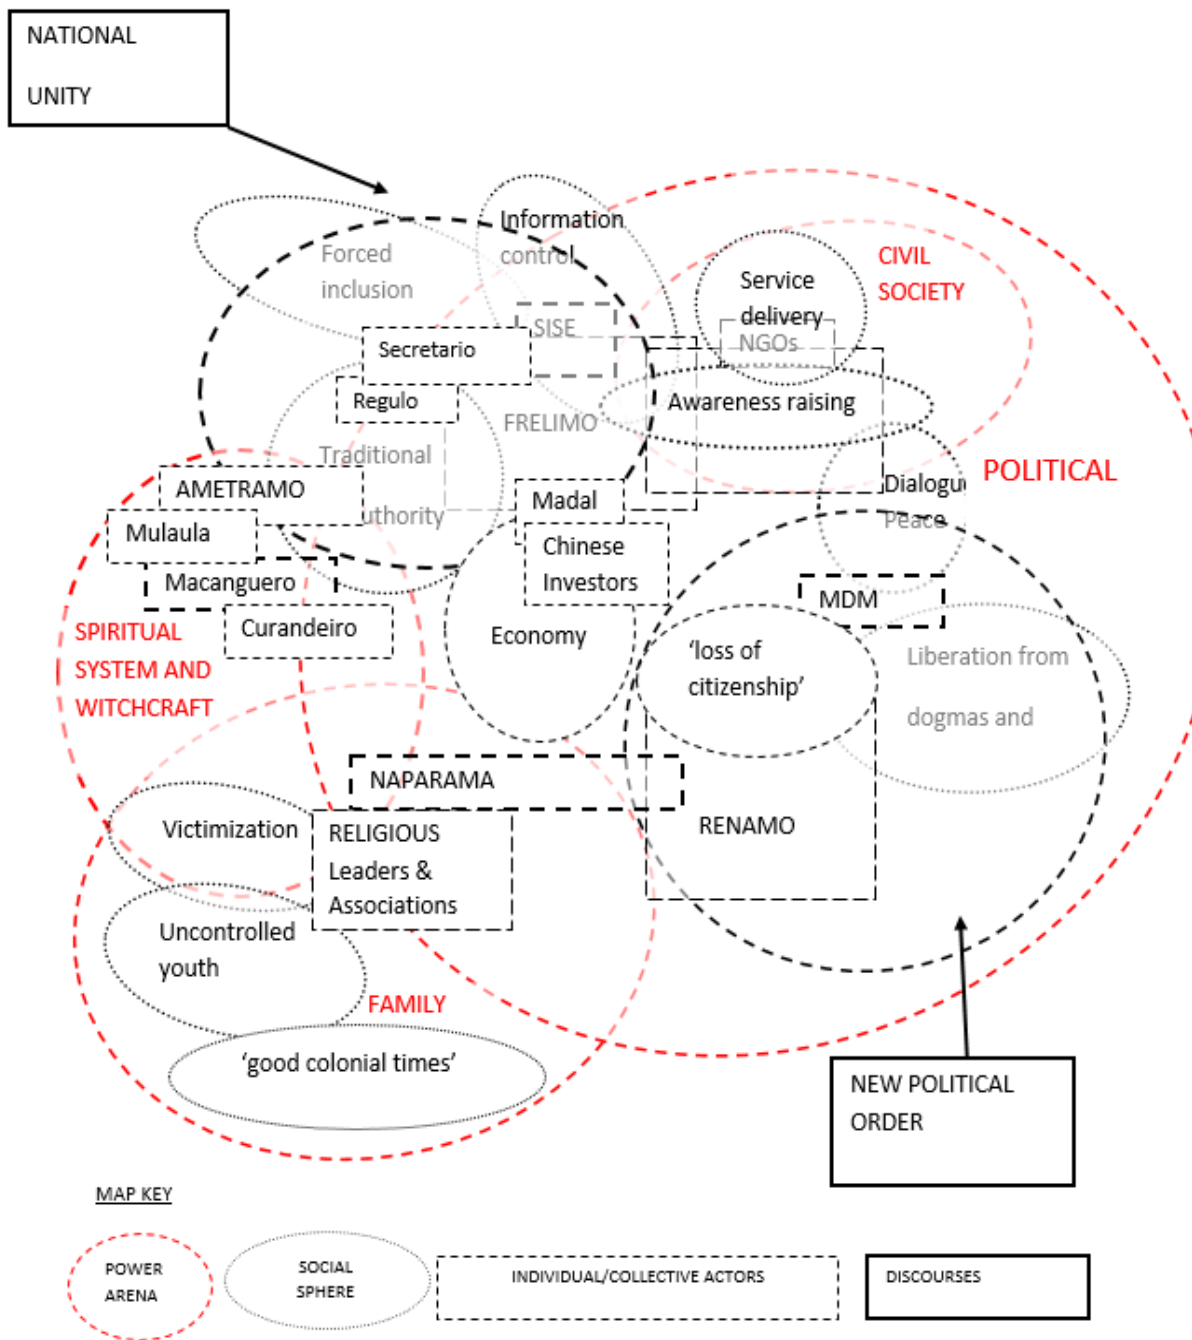 NATIONAL
UNITY
Information
control
Forced
inclusion
Service
delivery
CIVIL
SOCIETY
SISE
NGOs
Secretario
Regulo
FRELIMO
Awareness raising
Traditional
uthority
AMETRAMO
Madal
Dialogu
Peace
POLITICAL
Mulaula
Chinese
Investors
Macanguero
MDM
Curandeiro
Economy
SPIRITUAL
SYSTEM AND
WITCHCRAFT
'loss of
citizenship'
Liberation from
dogmas and
NAPARAMA
Victimization
RELIGIOUS
Leaders &
Associations
RENAMO
Uncontrolled
youth
FAMILY
'good colonial times'
NEW POLITICAL
ORDER
MAP KEY
POWER
ARENA
SOCIAL
SPHERE
INDIVIDUAL/COLLECTIVE ACTORS
DISCOURSES